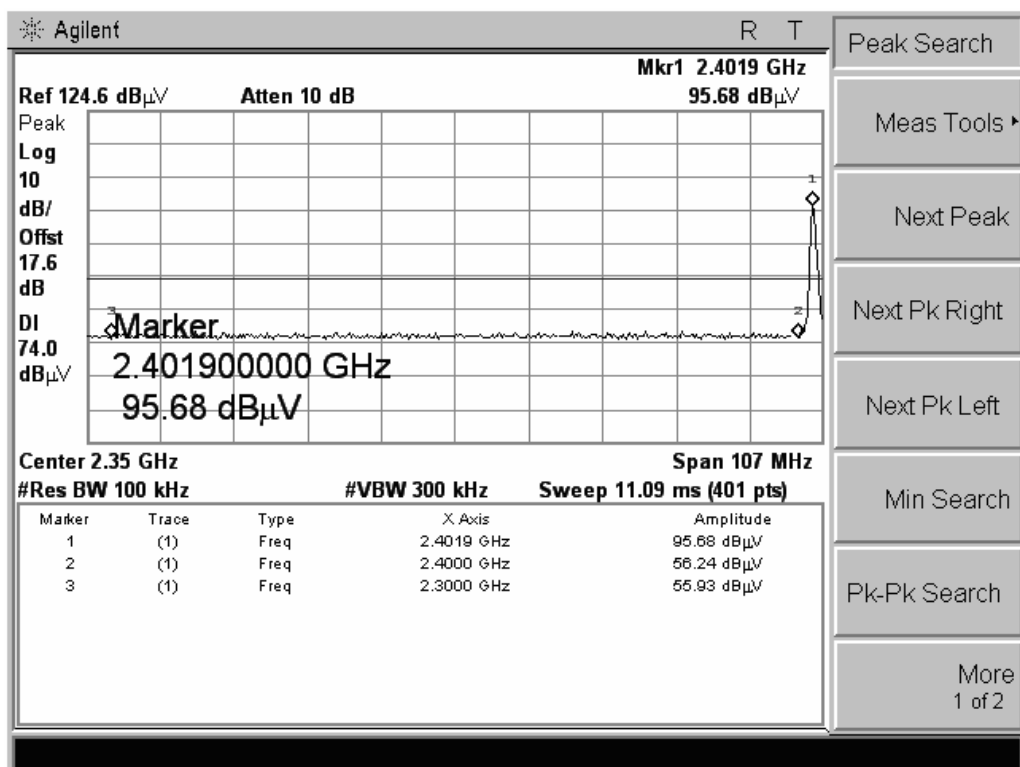 Agilent
R T
Mkr1 2.4019 GHz
Ref 124.6 dBμV Atten 10 dB 95.68 dBμV
Peak
Log
10
dB/
Offset
17.6
dB
DI
74.0
dBμV
1
2
3
Marker
2.401900000 GHz
95.68 dBμV
Center 2.35 GHz Span 107 MHz
#Res BW 100 kHz #VBW 300 kHz Sweep 11.09 ms (401 pts)
Marker Trace Type X Axis Amplitude
1 (1) Freq 2.4019 GHz 95.68 dBμV
2 (1) Freq 2.4000 GHz 56.24 dBμV
3 (1) Freq 2.3000 GHz 55.93 dBμV
Peak Search
Meas Tools
Next Peak
Next Pk Right
Next Pk Left
Min Search
Pk-Pk Search
More
1 of 2